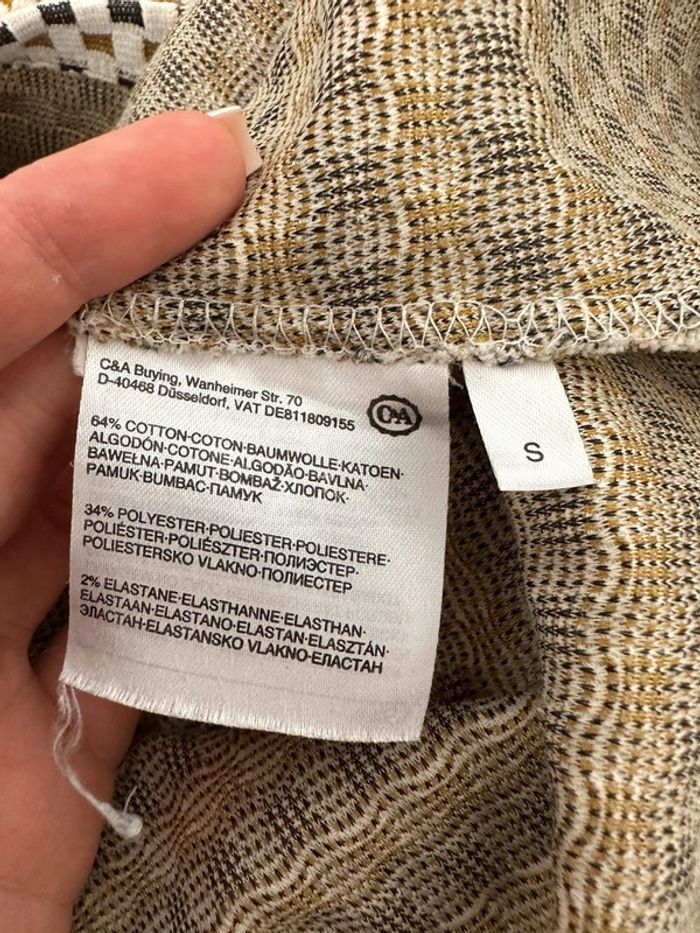 C&A Buying, Wanheimer Str. 70
D-40468 Düsseldorf, VAT DE811809155
C&A
64% COTTON·COTON·BAUMWOLLE·KATOEN·
ALGODÓN·COTONE·ALGODÃO·BAVLNA·
BAWEŁNA·PAMUT·BOMBAŽ·ХЛОПОК·
PAMUK·BUMBAC·ПАМУК
34% POLYESTER·POLIESTER·POLIESTERE·
POLIÉSTER·POLIÉSZTER·ПОЛИЭСТЕР·
POLIESTERSKO VLAKNO·ПОЛИЕСТЕР
2% ELASTANE·ELASTHANNE·ELASTHAN·
ELASTAAN·ELASTANO·ELASTAN·ELASZTÁN·
ЭЛАСТАН·ELASTANSKO VLAKNO·ЕЛАСТАН
S